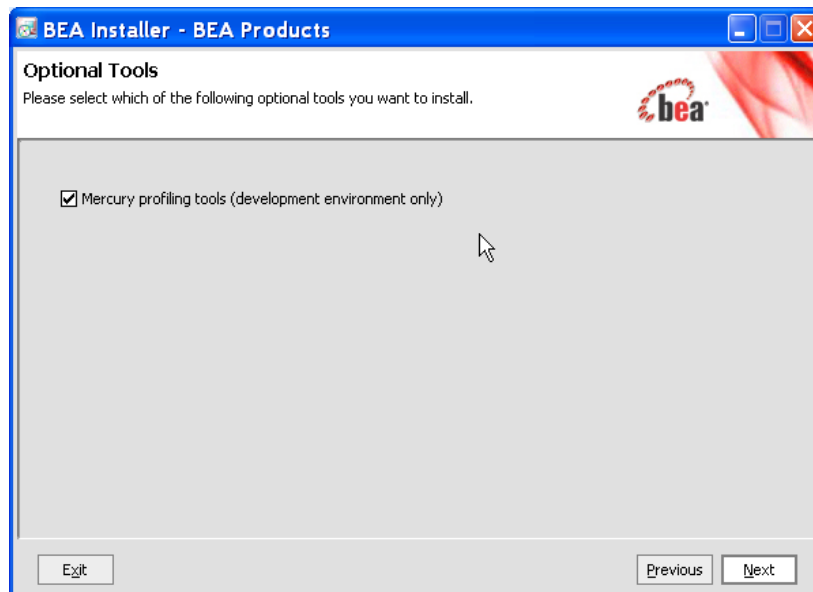 BEA Installer - BEA Products
Optional Tools
Please select which of the following optional tools you want to install.
bea
Mercury profiling tools (development environment only)
Exit
Previous
Next